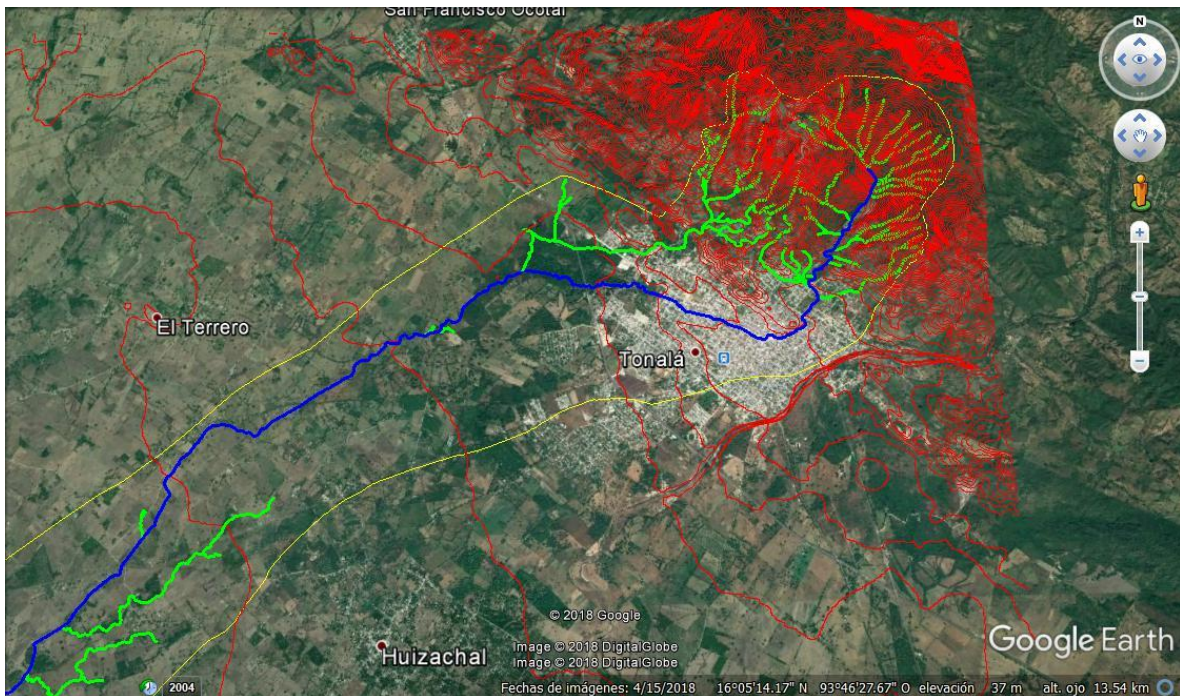 San Francisco Ocotal
N
El Terrero
Tonalá
Huizachal
© 2018 Google
Image © 2018 DigitalGlobe
Image © 2018 DigitalGlobe
Google Earth
2004
Fechas de imágenes: 4/15/2018 16°05'14.17" N 93°46'27.67" O elevación 37 m alt. ojo 13.54 km